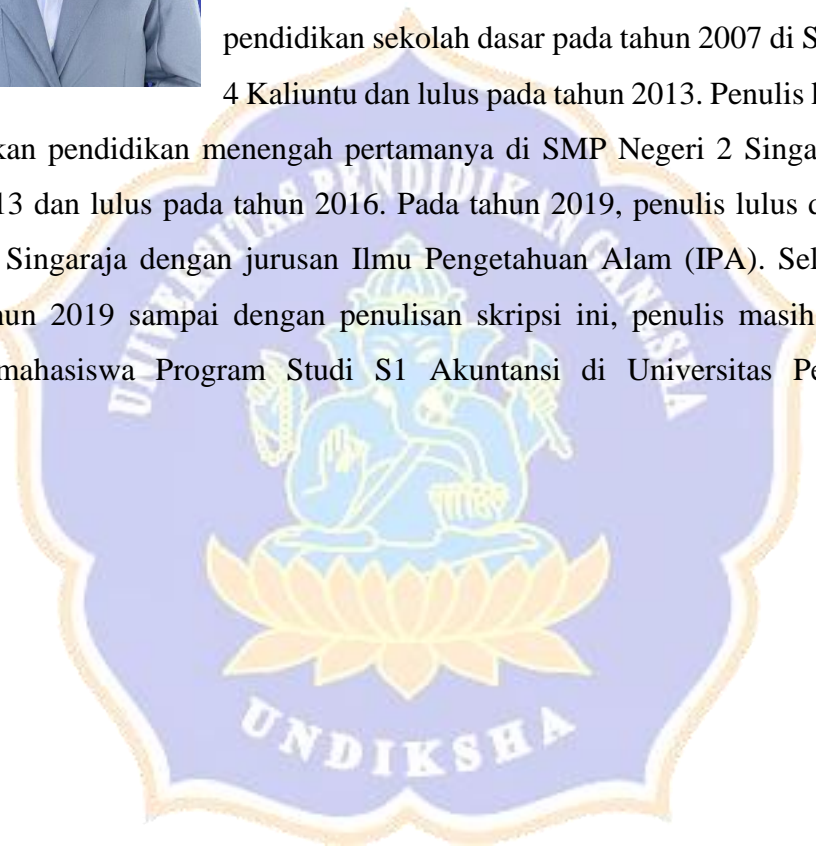 pendidikan sekolah dasar pada tahun 2007 di S
4 Kaliuntu dan lulus pada tahun 2013. Penulis
kan pendidikan menengah pertamanya di SMP Negeri 2 Singa
13 dan lulus pada tahun 2016. Pada tahun 2019, penulis lulus d
Singaraja dengan jurusan Ilmu Pengetahuan Alam (IPA). Sel
un 2019 sampai dengan penulisan skripsi ini, penulis masih
mahasiswa Program Studi S1 Akuntansi di Universitas Pe
UNIVERSITAS PENDIDIKAN GANESHA
UNDIKSHA